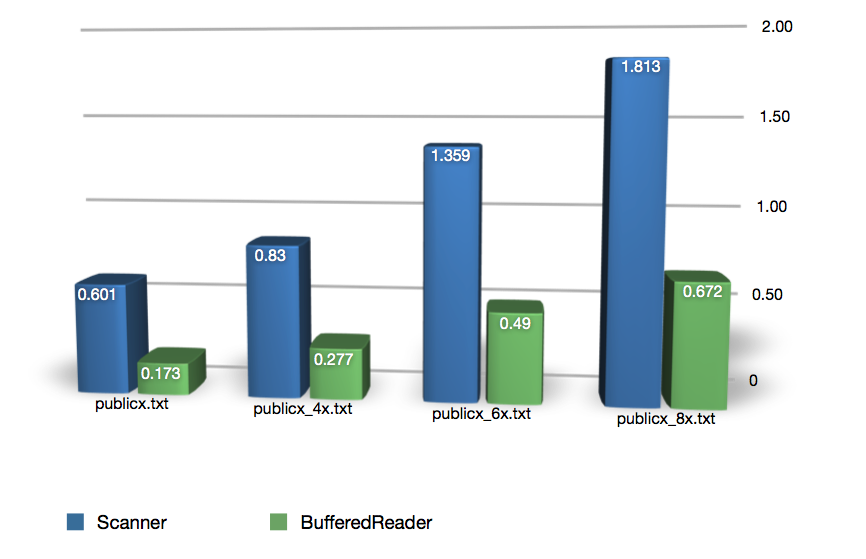 2.00
1.50
1.00
0.50
0
0.601
0.173
0.83
0.277
1.359
0.49
1.813
0.672
publicx.txt
publicx_4x.txt
publicx_6x.txt
publicx_8x.txt
Scanner
BufferedReader